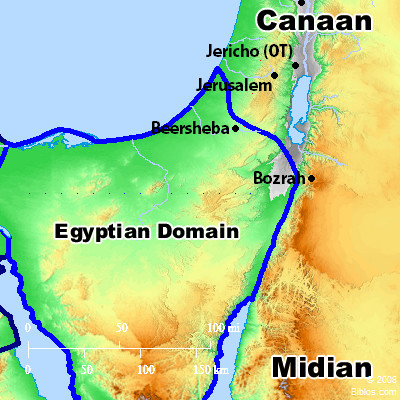 Canaan
Jericho (OT)
Jerusalem
Beersheba
Bozrah
Egyptian Domain
0 50 100 mi
0 50 100 150 km
Midian
© 2008
Biblos.com